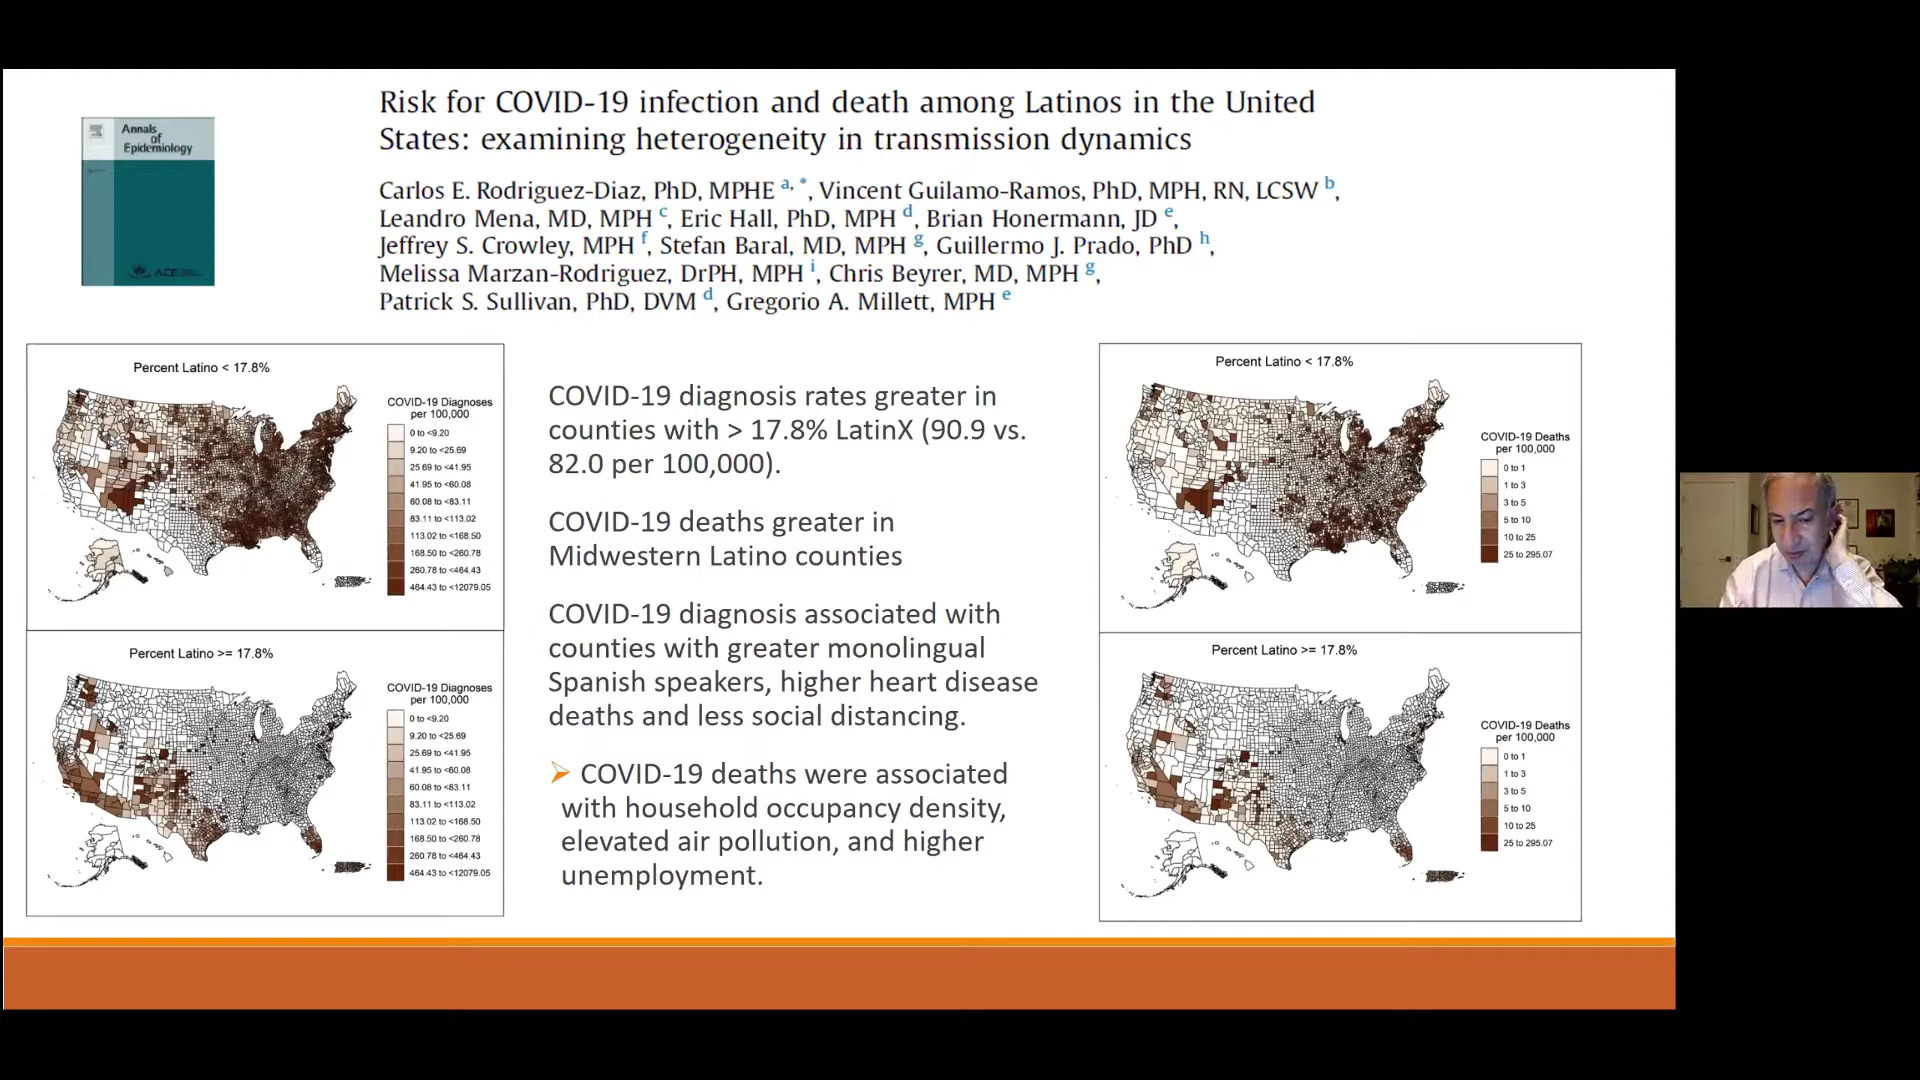 Annals
of
Epidemiology
ACE
Risk for COVID-19 infection and death among Latinos in the United
States: examining heterogeneity in transmission dynamics
Carlos E. Rodriguez-Diaz, PhD, MPHE a, *, Vincent Guilamo-Ramos, PhD, MPH, RN, LCSW b,
Leandro Mena, MD, MPH c, Eric Hall, PhD, MPH d, Brian Honermann, JD e,
Jeffrey S. Crowley, MPH f, Stefan Baral, MD, MPH g, Guillermo J. Prado, PhD h,
Melissa Marzan-Rodriguez, DrPH, MPH i, Chris Beyrer, MD, MPH g,
Patrick S. Sullivan, PhD, DVM d, Gregorio A. Millett, MPH e
Percent Latino < 17.8%
COVID-19 Diagnoses
per 100,000
0 to <9.20
9.20 to <25.69
25.69 to <41.95
41.95 to <60.08
60.08 to <83.11
83.11 to <113.02
113.02 to <168.50
168.50 to <260.78
260.78 to <464.43
464.43 to <12079.05
Percent Latino >= 17.8%
COVID-19 Diagnoses
per 100,000
0 to <9.20
9.20 to <25.69
25.69 to <41.95
41.95 to <60.08
60.08 to <83.11
83.11 to <113.02
113.02 to <168.50
168.50 to <260.78
260.78 to <464.43
464.43 to <12079.05
COVID-19 diagnosis rates greater in
counties with > 17.8% LatinX (90.9 vs.
82.0 per 100,000).
COVID-19 deaths greater in
Midwestern Latino counties
COVID-19 diagnosis associated with
counties with greater monolingual
Spanish speakers, higher heart disease
deaths and less social distancing.
➢ COVID-19 deaths were associated
with household occupancy density,
elevated air pollution, and higher
unemployment.
Percent Latino < 17.8%
COVID-19 Deaths
per 100,000
0 to 1
1 to 3
3 to 5
5 to 10
10 to 25
25 to 295.07
Percent Latino >= 17.8%
COVID-19 Deaths
per 100,000
0 to 1
1 to 3
3 to 5
5 to 10
10 to 25
25 to 295.07